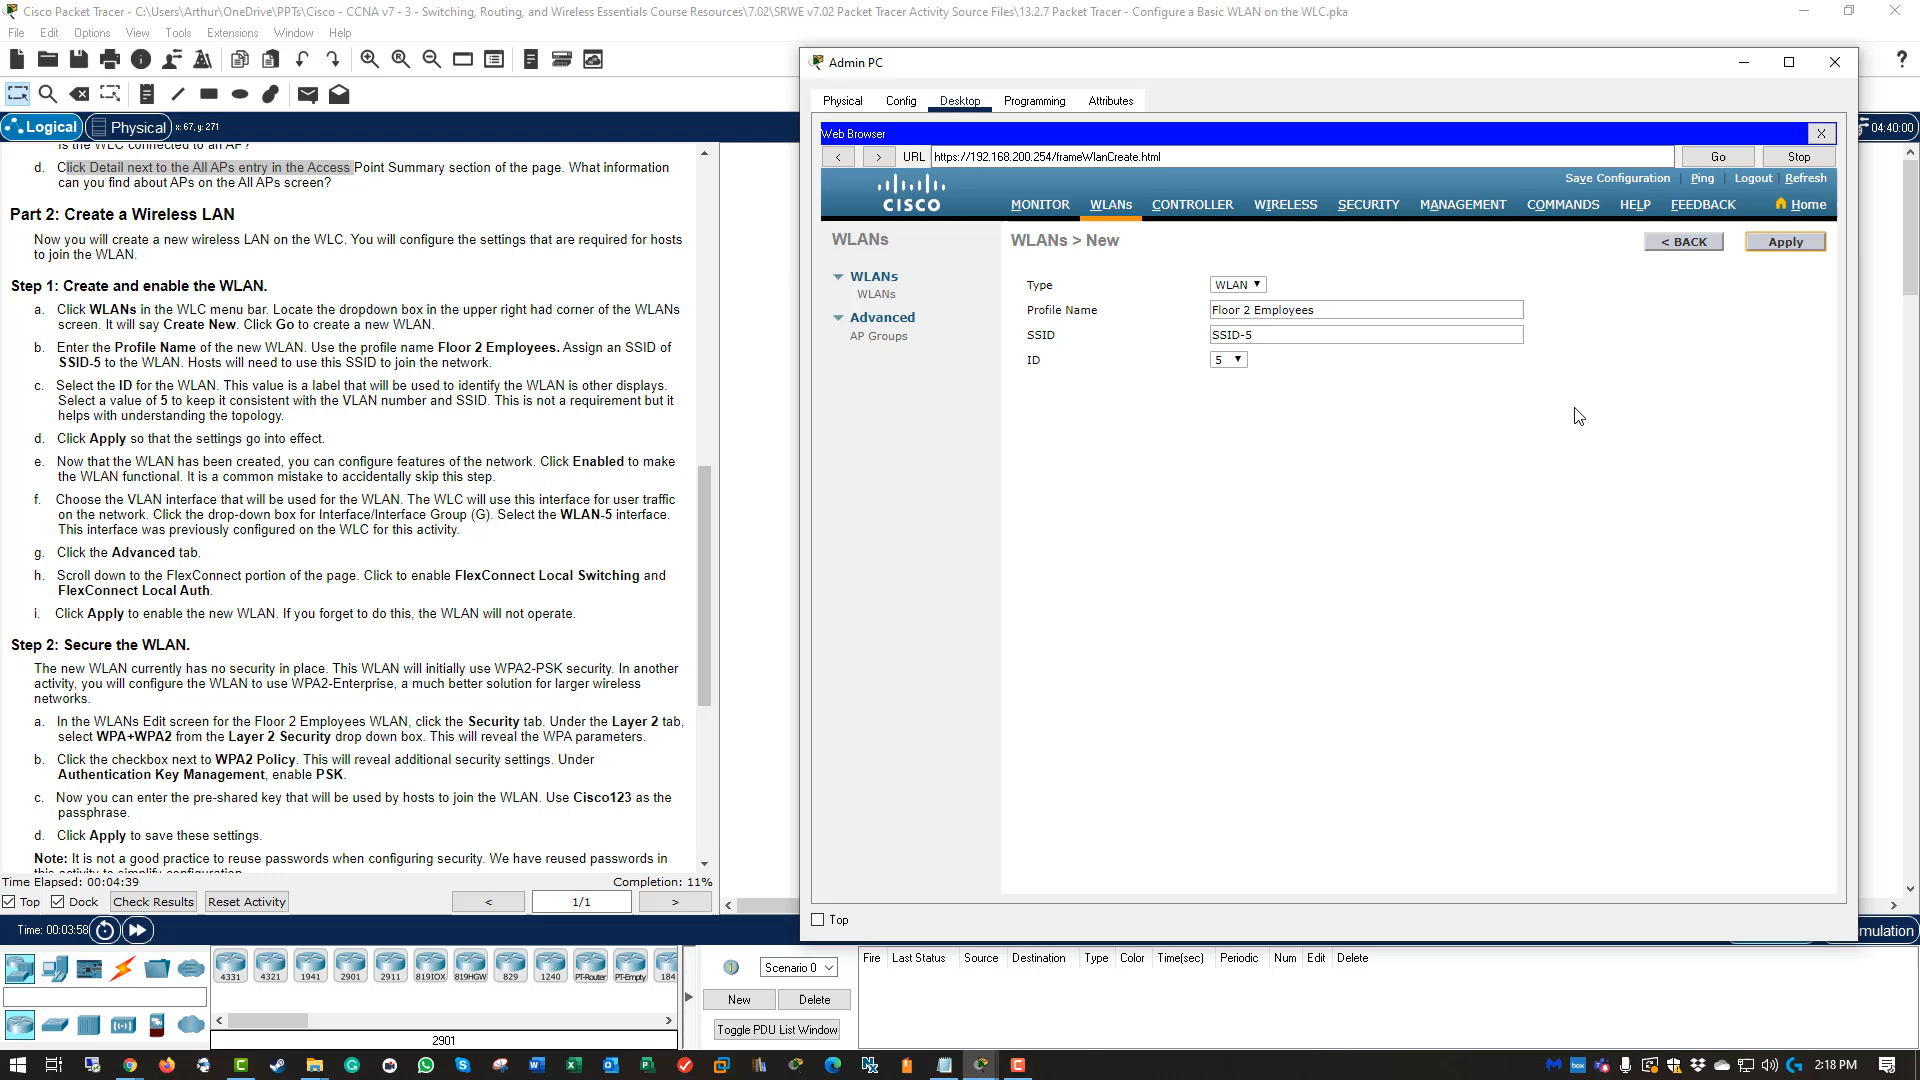 Cisco Packet Tracer - C:\Users\Arthur\OneDrive\PPTs\Cisco - CCNA v7 - 3 - Switching, Routing, and Wireless Essentials Course Resources\7.02\SRWE v7.02 Packet Tracer Activity Source Files\13.2.7 Packet Tracer - Configure a Basic WLAN on the WLC.pka
File Edit Options View Tools Extensions Window Help
Logical Physical x: 67, y: 271
04:40:00
is the WLC connected to an AP?
d. Click Detail next to the All APs entry in the Access Point Summary section of the page. What information
can you find about APs on the All APs screen?
Part 2: Create a Wireless LAN
Now you will create a new wireless LAN on the WLC. You will configure the settings that are required for hosts
to join the WLAN.
Step 1: Create and enable the WLAN.
a. Click WLANs in the WLC menu bar. Locate the dropdown box in the upper right had corner of the WLANs
screen. It will say Create New. Click Go to create a new WLAN.
b. Enter the Profile Name of the new WLAN. Use the profile name Floor 2 Employees. Assign an SSID of
SSID-5 to the WLAN. Hosts will need to use this SSID to join the network.
c. Select the ID for the WLAN. This value is a label that will be used to identify the WLAN is other displays.
Select a value of 5 to keep it consistent with the VLAN number and SSID. This is not a requirement but it
helps with understanding the topology.
d. Click Apply so that the settings go into effect.
e. Now that the WLAN has been created, you can configure features of the network. Click Enabled to make
the WLAN functional. It is a common mistake to accidentally skip this step.
f. Choose the VLAN interface that will be used for the WLAN. The WLC will use this interface for user traffic
on the network. Click the drop-down box for Interface/Interface Group (G). Select the WLAN-5 interface.
This interface was previously configured on the WLC for this activity.
g. Click the Advanced tab.
h. Scroll down to the FlexConnect portion of the page. Click to enable FlexConnect Local Switching and
FlexConnect Local Auth.
i. Click Apply to enable the new WLAN. If you forget to do this, the WLAN will not operate.
Step 2: Secure the WLAN.
The new WLAN currently has no security in place. This WLAN will initially use WPA2-PSK security. In another
activity, you will configure the WLAN to use WPA2-Enterprise, a much better solution for larger wireless
networks.
a. In the WLANs Edit screen for the Floor 2 Employees WLAN, click the Security tab. Under the Layer 2 tab,
select WPA+WPA2 from the Layer 2 Security drop down box. This will reveal the WPA parameters.
b. Click the checkbox next to WPA2 Policy. This will reveal additional security settings. Under
Authentication Key Management, enable PSK.
c. Now you can enter the pre-shared key that will be used by hosts to join the WLAN. Use Cisco123 as the
passphrase.
d. Click Apply to save these settings.
Note: It is not a good practice to reuse passwords when configuring security. We have reused passwords in
this activity to simplify configuration.
Time Elapsed: 00:04:39 Completion: 11%
Top Dock Check Results Reset Activity < 1/1 >
Admin PC
Physical Config Desktop Programming Attributes
Web Browser X
< > URL https://192.168.200.254/frameWlanCreate.html Go Stop
Save Configuration | Ping | Logout | Refresh
CISCO MONITOR WLANs CONTROLLER WIRELESS SECURITY MANAGEMENT COMMANDS HELP FEEDBACK Home
WLANs
WLANs
WLANs
Advanced
AP Groups
WLANs > New < BACK Apply
Type WLAN
Profile Name Floor 2 Employees
SSID SSID-5
ID 5
Top
Time: 00:03:58
mulation
4331 4321 1941 2901 2911 819IOX 819HGW 829 1240 PT-Router PT-Empty 184
2901
Scenario 0
New Delete
Toggle PDU List Window
Fire Last Status Source Destination Type Color Time(sec) Periodic Num Edit Delete
2:18 PM